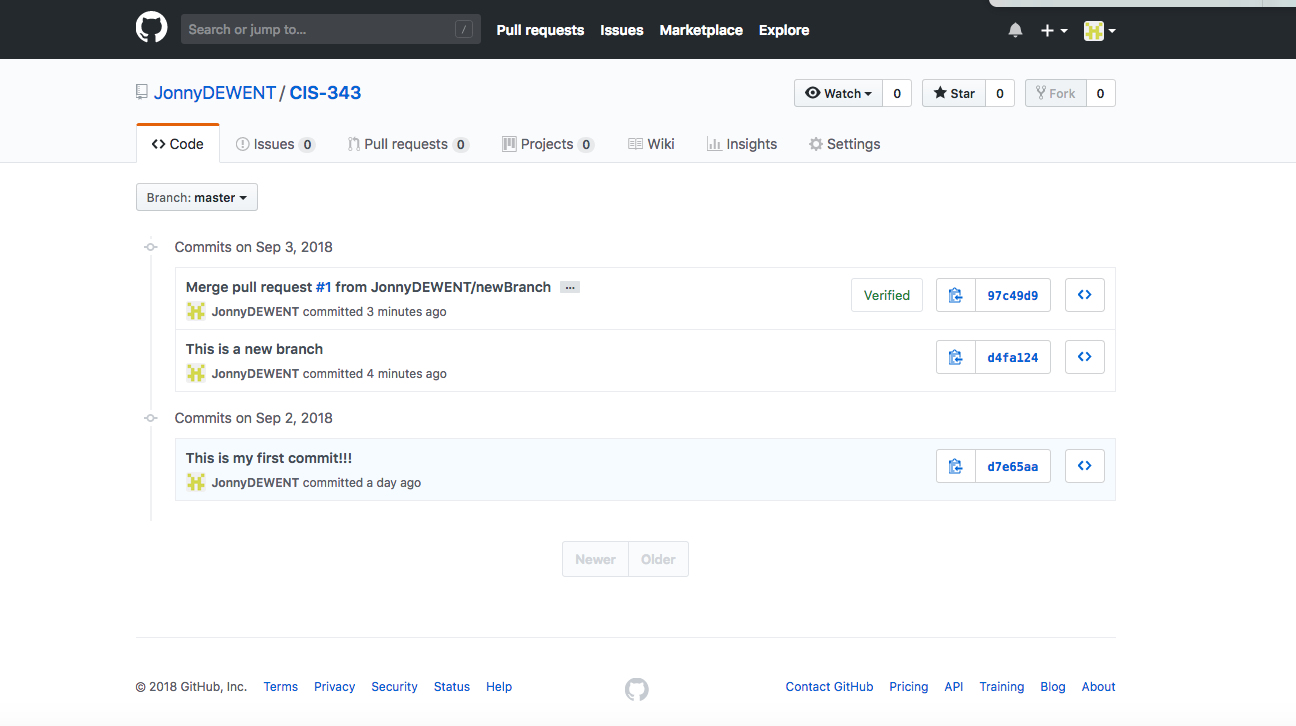 Search or jump to... / Pull requests Issues Marketplace Explore
JonnyDEWENT / CIS-343 Watch 0 Star 0 Fork 0
Code Issues 0 Pull requests 0 Projects 0 Wiki Insights Settings
Branch: master
Commits on Sep 3, 2018
Merge pull request #1 from JonnyDEWENT/newBranch ... Verified 97c49d9
JonnyDEWENT committed 3 minutes ago
This is a new branch d4fa124
JonnyDEWENT committed 4 minutes ago
Commits on Sep 2, 2018
This is my first commit!!! d7e65aa
JonnyDEWENT committed a day ago
Newer Older
© 2018 GitHub, Inc. Terms Privacy Security Status Help Contact GitHub Pricing API Training Blog About